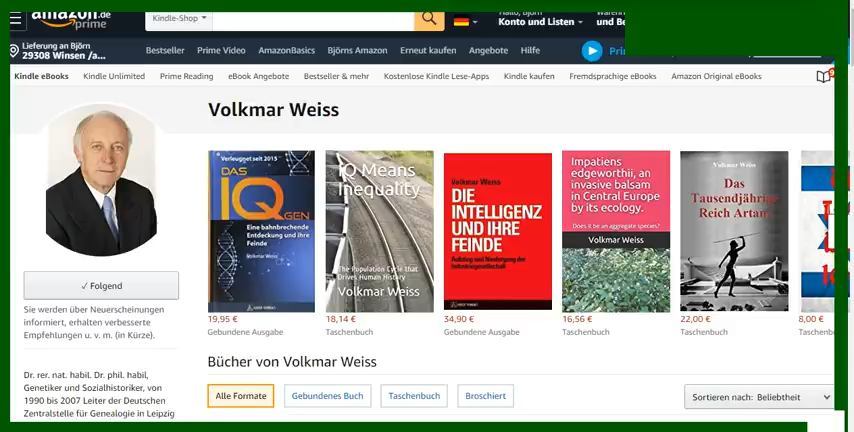 amazon.de
prime
Kindle-Shop
Hallo, Björn
Konto und Listen
Lieferung an Björn
29308 Winsen /a...
Bestseller Prime Video AmazonBasics Björns Amazon Erneut kaufen Angebote Hilfe
Kindle eBooks Kindle Unlimited Prime Reading eBook Angebote Bestseller & mehr Kostenlose Kindle Lese-Apps Kindle kaufen Fremdsprachige eBooks Amazon Original eBooks
Volkmar Weiss
Verleugnet seit 2015
DAS
IQ
GEN
Eine bahnbrechende
Entdeckung und ihre
Feinde
Volkmar Weiss
IQ Means
Inequality
The Population Cycle that
Drives Human History
Volkmar Weiss
Volkmar Weiss
DIE
INTELLIGENZ
UND IHRE
FEINDE
Aufstieg und Niedergang der
Industriegesellschaft
Impatiens
edgeworthii, an
invasive balsam
in Central Europe
by its ecology.
Does it be an aggregate species?
Volkmar Weiss
Volkmar Weiss
Das
Tausendjährige
Reich Artam
19,95 € 18,14 € 34,90 € 16,56 € 22,00 € 8,00 €
Gebundene Ausgabe Taschenbuch Gebundene Ausgabe Taschenbuch Taschenbuch Taschenb
✓ Folgend
Sie werden über Neuerscheinungen
informiert, erhalten verbesserte
Empfehlungen u. v. m. (in Kürze).
Dr. rer. nat. habil. Dr. phil. habil,
Genetiker und Sozialhistoriker, von
1990 bis 2007 Leiter der Deutschen
Zentralstelle für Genealogie in Leipzig
Bücher von Volkmar Weiss
Alle Formate Gebundenes Buch Taschenbuch Broschiert
Sortieren nach: Beliebtheit